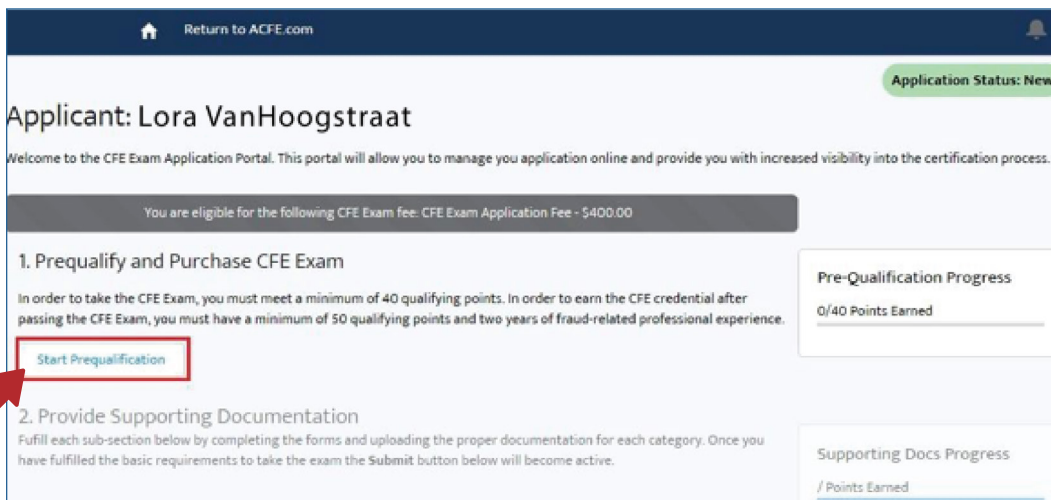 Return to ACFE.com
Application Status: New
Applicant: Lora VanHoogstraat
Welcome to the CFE Exam Application Portal. This portal will allow you to manage you application online and provide you with increased visibility into the certification process.
You are eligible for the following CFE Exam fee: CFE Exam Application Fee - $400.00
1. Prequalify and Purchase CFE Exam
In order to take the CFE Exam, you must meet a minimum of 40 qualifying points. In order to earn the CFE credential after
passing the CFE Exam, you must have a minimum of 50 qualifying points and two years of fraud-related professional experience.
Start Prequalification
Pre-Qualification Progress
0/40 Points Earned
2. Provide Supporting Documentation
Fufill each sub-section below by completing the forms and uploading the proper documentation for each category. Once you
have fulfilled the basic requirements to take the exam the Submit button below will become active.
Supporting Docs Progress
/ Points Earned